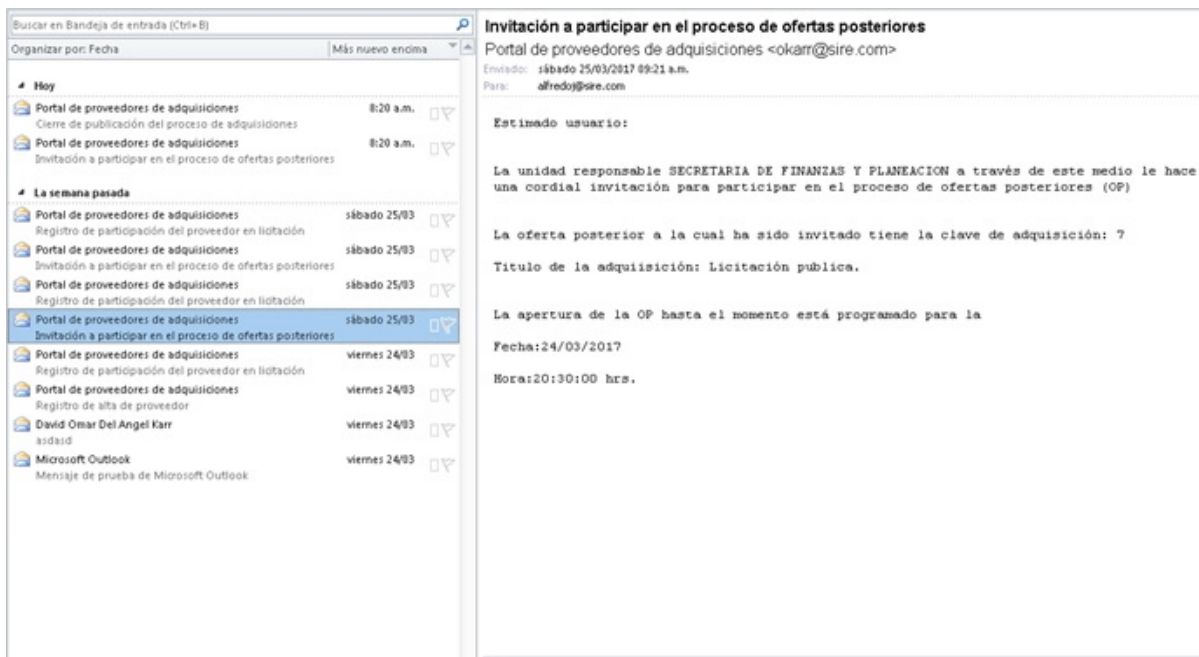 Buscar en Bandeja de entrada (Ctrl+B)
Organizar por: Fecha Más nuevo encima
Hoy
Portal de proveedores de adquisiciones 8:20 a.m.
Cierre de publicación del proceso de adquisiciones
Portal de proveedores de adquisiciones 8:20 a.m.
Invitación a participar en el proceso de ofertas posteriores
La semana pasada
Portal de proveedores de adquisiciones sábado 25/03
Registro de participación del proveedor en licitación
Portal de proveedores de adquisiciones sábado 25/03
Invitación a participar en el proceso de ofertas posteriores
Portal de proveedores de adquisiciones sábado 25/03
Registro de participación del proveedor en licitación
Portal de proveedores de adquisiciones sábado 25/03
Invitación a participar en el proceso de ofertas posteriores
Portal de proveedores de adquisiciones viernes 24/03
Registro de participación del proveedor en licitación
Portal de proveedores de adquisiciones viernes 24/03
Registro de alta de proveedor
David Omar Del Angel Karr viernes 24/03
asdasd
Microsoft Outlook viernes 24/03
Mensaje de prueba de Microsoft Outlook
Invitación a participar en el proceso de ofertas posteriores
Portal de proveedores de adquisiciones <okarr@sire.com>
Enviado: sábado 25/03/2017 09:21 a.m.
Para: alfredoj@sire.com
Estimado usuario:
La unidad responsable SECRETARIA DE FINANZAS Y PLANEACION a través de este medio le hace
una cordial invitación para participar en el proceso de ofertas posteriores (OP)
La oferta posterior a la cual ha sido invitado tiene la clave de adquisición: 7
Titulo de la adquiisición: Licitación publica.
La apertura de la OP hasta el momento está programado para la
Fecha:24/03/2017
Hora:20:30:00 hrs.